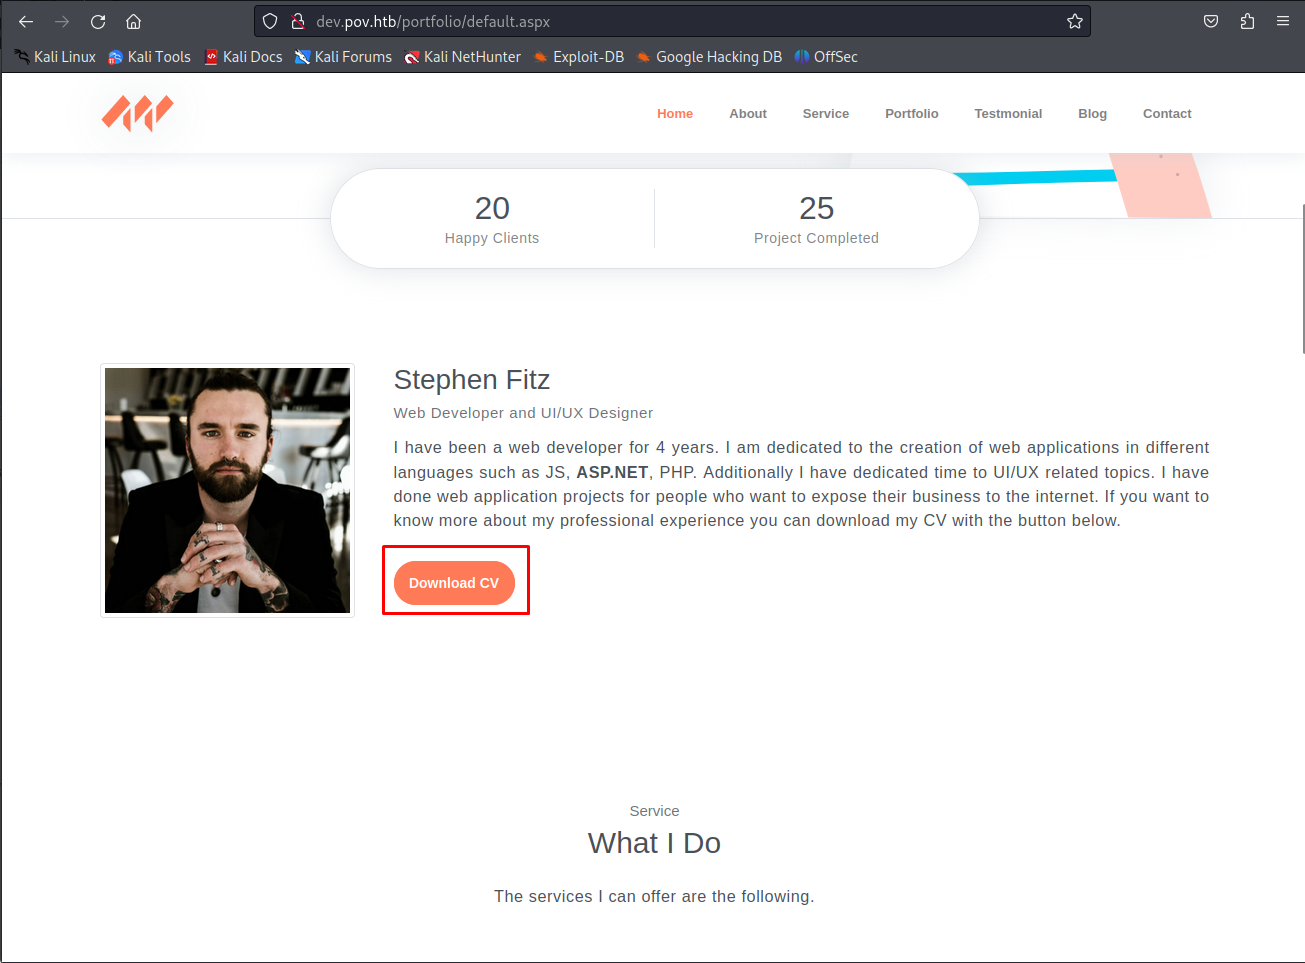 dev.pov.htb/portfolio/default.aspx
Kali Linux Kali Tools Kali Docs Kali Forums Kali NetHunter Exploit-DB Google Hacking DB OffSec
Home About Service Portfolio Testmonial Blog Contact
20
Happy Clients
25
Project Completed
Stephen Fitz
Web Developer and UI/UX Designer
I have been a web developer for 4 years. I am dedicated to the creation of web applications in different
languages such as JS, ASP.NET, PHP. Additionally I have dedicated time to UI/UX related topics. I have
done web application projects for people who want to expose their business to the internet. If you want to
know more about my professional experience you can download my CV with the button below.
Download CV
Service
What I Do
The services I can offer are the following.